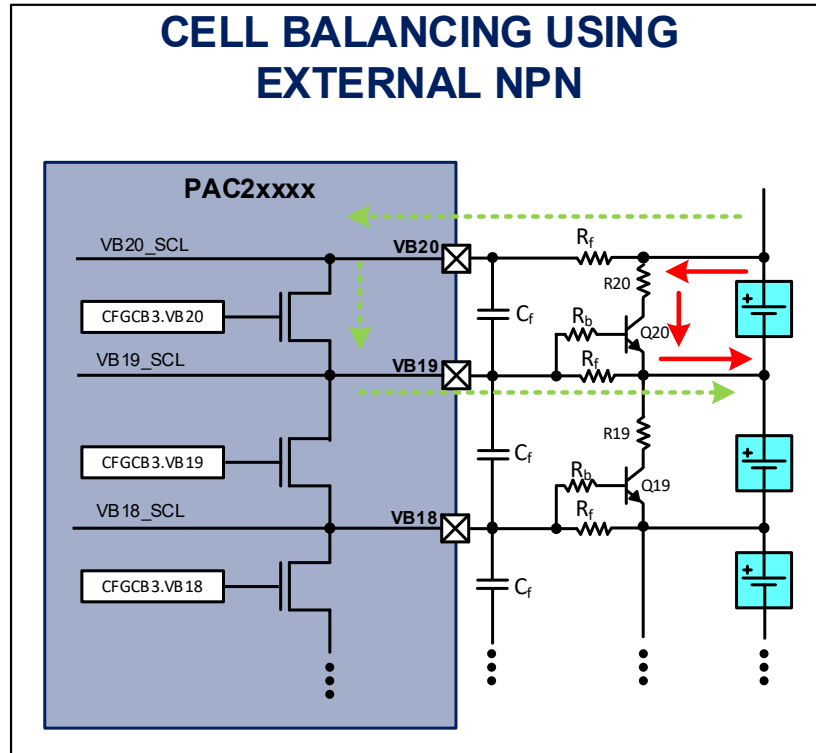 CELL BALANCING USING
EXTERNAL NPN
PAC2xxxx
VB20_SCL
VB20
Rf
R20
CFGCB3.VB20
Cf
Rb
Q20
VB19_SCL
VB19
Rf
R19
CFGCB3.VB19
Cf
Rb
Q19
VB18_SCL
VB18
Rf
CFGCB3.VB18
Cf
+
+
+